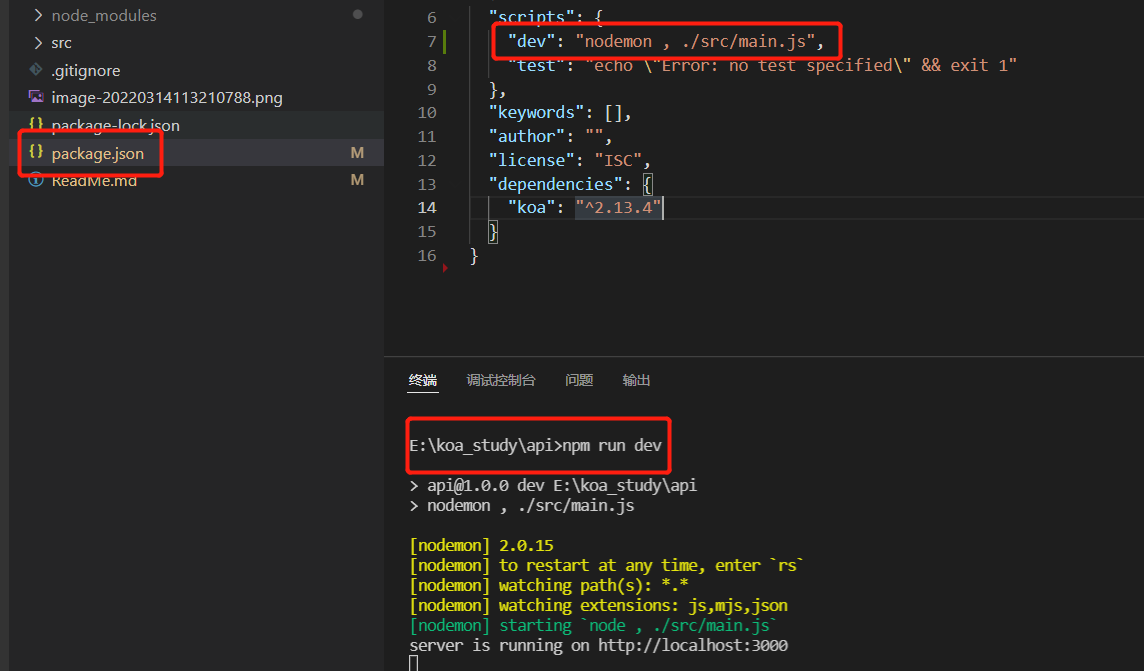 node_modules
src
.gitignore
image-20220314113210788.png
package-lock.json
package.json M
ReadMe.md M
6 "scripts": {
7 "dev": "nodemon , ./src/main.js",
8 "test": "echo \"Error: no test specified\" && exit 1"
9 },
10 "keywords": [],
11 "author": "",
12 "license": "ISC",
13 "dependencies": {
14 "koa": "^2.13.4"
15 }
16 }
终端 调试控制台 问题 输出
E:\koa_study\api>npm run dev
> api@1.0.0 dev E:\koa_study\api
> nodemon , ./src/main.js
[nodemon] 2.0.15
[nodemon] to restart at any time, enter `rs`
[nodemon] watching path(s): *.*
[nodemon] watching extensions: js,mjs,json
[nodemon] starting `node , ./src/main.js`
server is running on http://localhost:3000